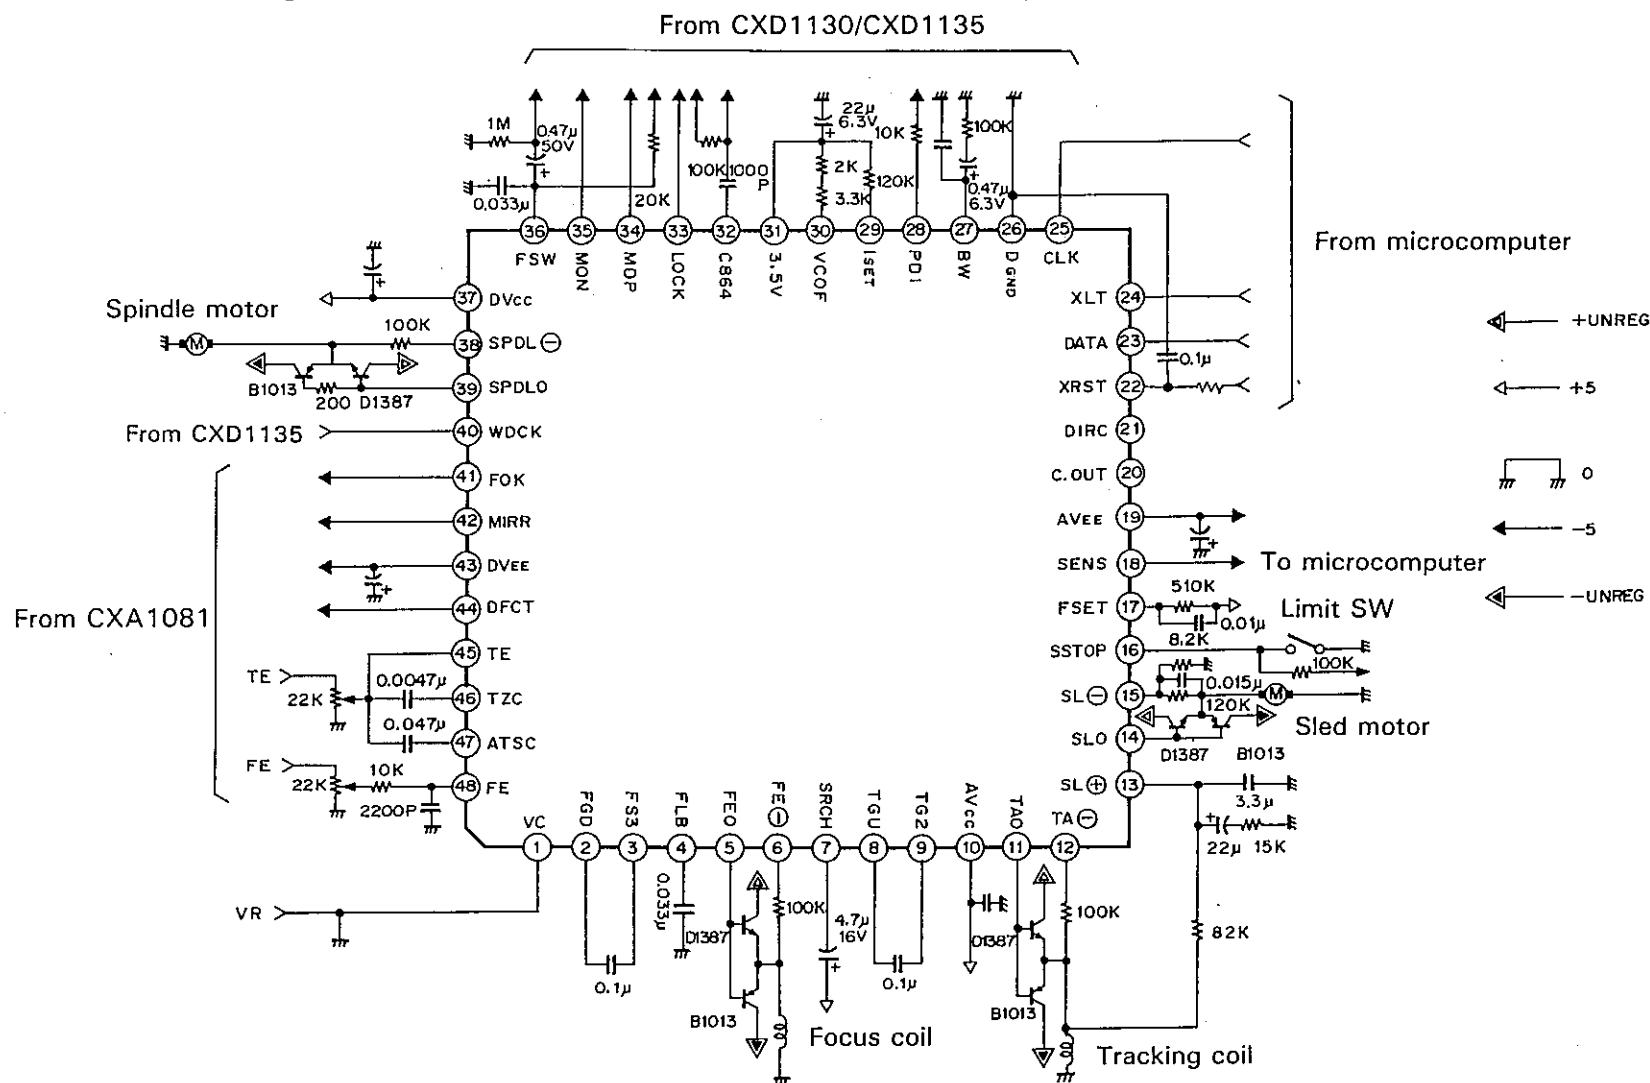 From CXD1130/CXD1135
1M
0.47μ
50V
0.033μ
20K
100K
1000
P
22μ
6.3V
2K
3.3K
120K
10K
100K
0.47μ
6.3V
36
35
34
33
32
31
30
29
28
27
26
25
FSW
MON
MDP
LOCK
C864
3.5V
VCOF
ISET
PD1
BW
DGND
CLK
From microcomputer
37 DVCC
Spindle motor
M
100K
38 SPDL⊖
B1013
200
D1387
39 SPDLO
From CXD1135
40 WDCK
41 FOK
42 MIRR
43 DVEE
44 DFCT
From CXA1081
45 TE
TE
22K
0.0047μ
46 TZC
0.047μ
47 ATSC
FE
22K
10K
2200P
48 FE
XLT 24
DATA 23
0.1μ
XRST 22
DIRC 21
C.OUT 20
AVEE 19
SENS 18
To microcomputer
FSET 17
510K
0.01μ
Limit SW
8.2K
SSTOP 16
100K
0.015μ
SL⊖ 15
M
120K
Sled motor
SLO 14
D1387
B1013
SL⊕ 13
3.3μ
22μ
15K
82K
+UNREG
+5
0
−5
−UNREG
VC
FGD
FS3
FLB
FEO
FE⊖
SRCH
TGU
TG2
AVCC
TAO
TA⊖
1
2
3
4
5
6
7
8
9
10
11
12
VR
0.1μ
0.033μ
D1387
B1013
100K
Focus coil
4.7μ
16V
0.1μ
D1387
B1013
100K
Tracking coil